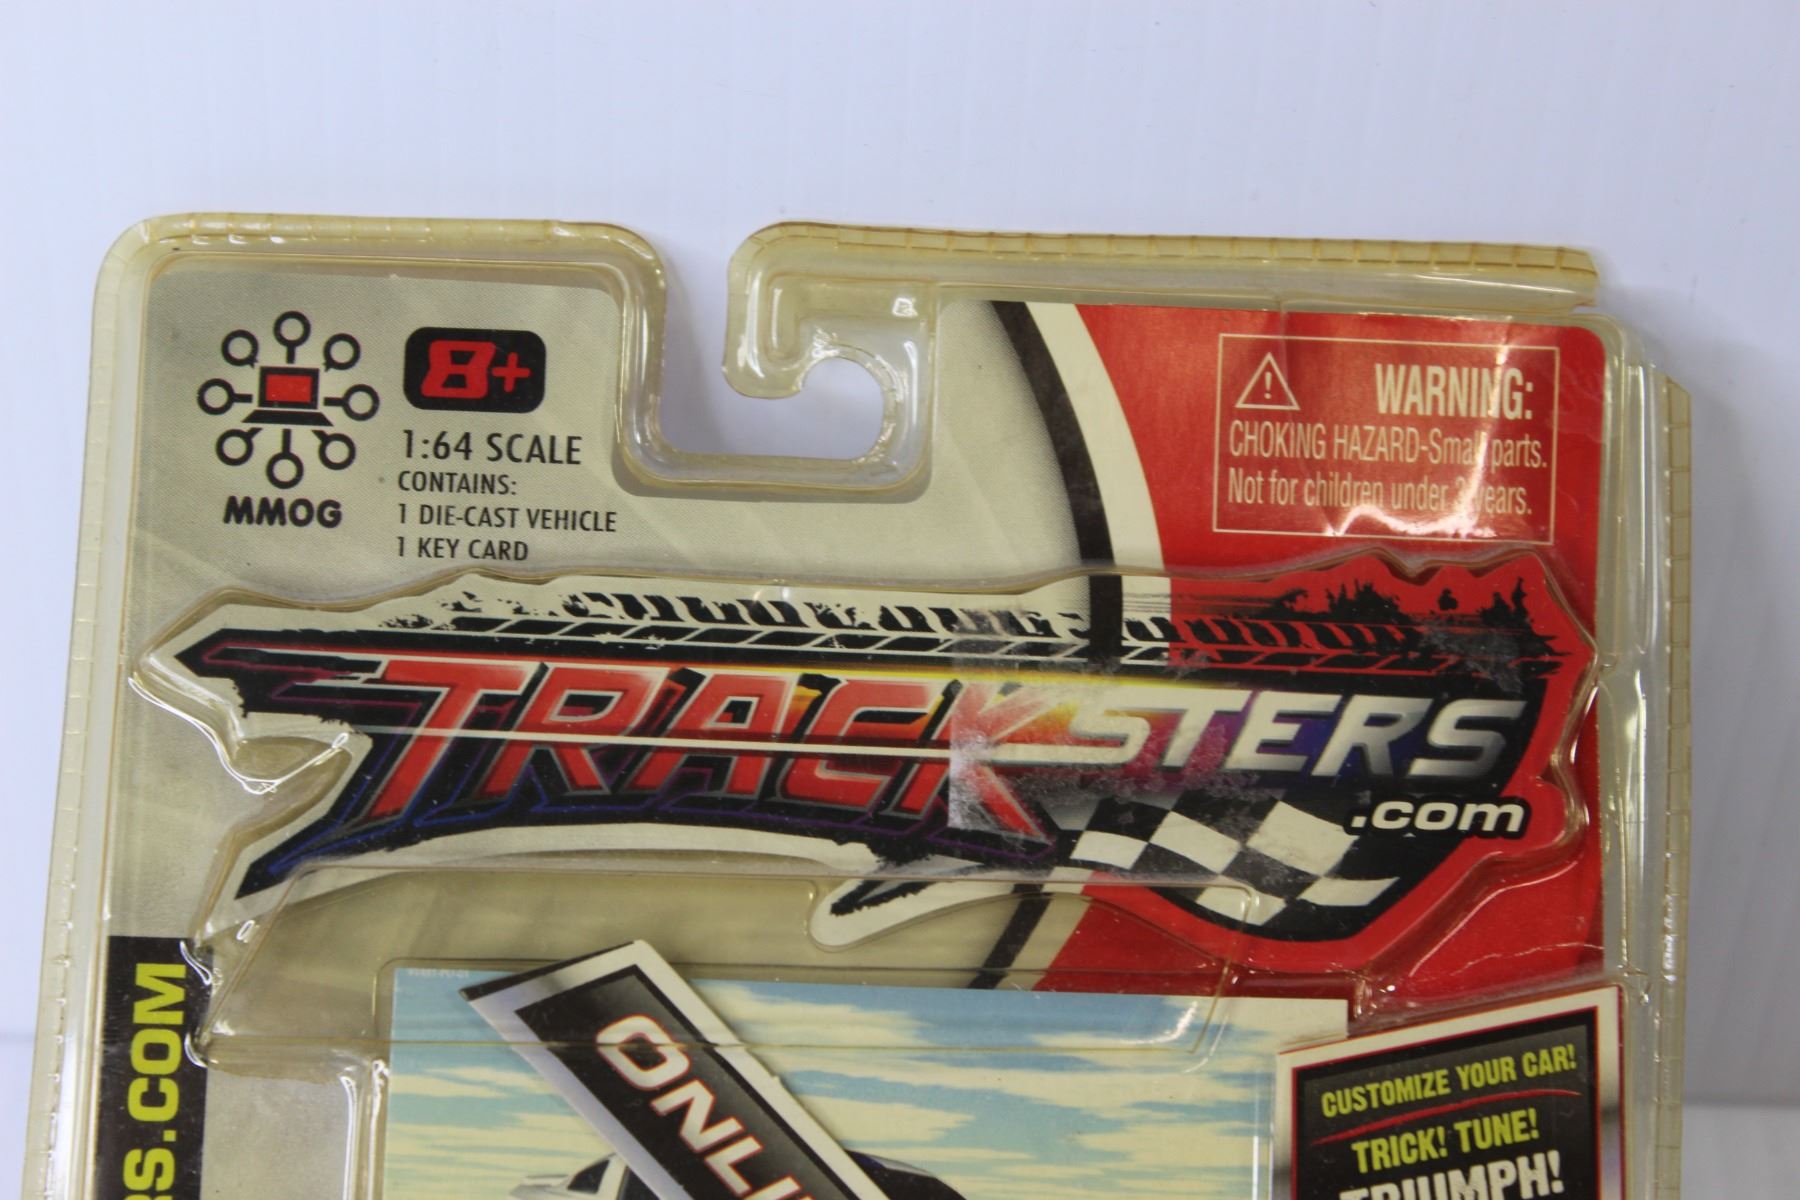 8+
1:64 SCALE
CONTAINS:
1 DIE-CAST VEHICLE
1 KEY CARD
MMOG
WARNING:
CHOKING HAZARD-Small parts.
Not for children under 3 years.
TRACKSTERS
.com
RS.COM
ONLI
CUSTOMIZE YOUR CAR!
TRICK! TUNE!
TRIUMPH!